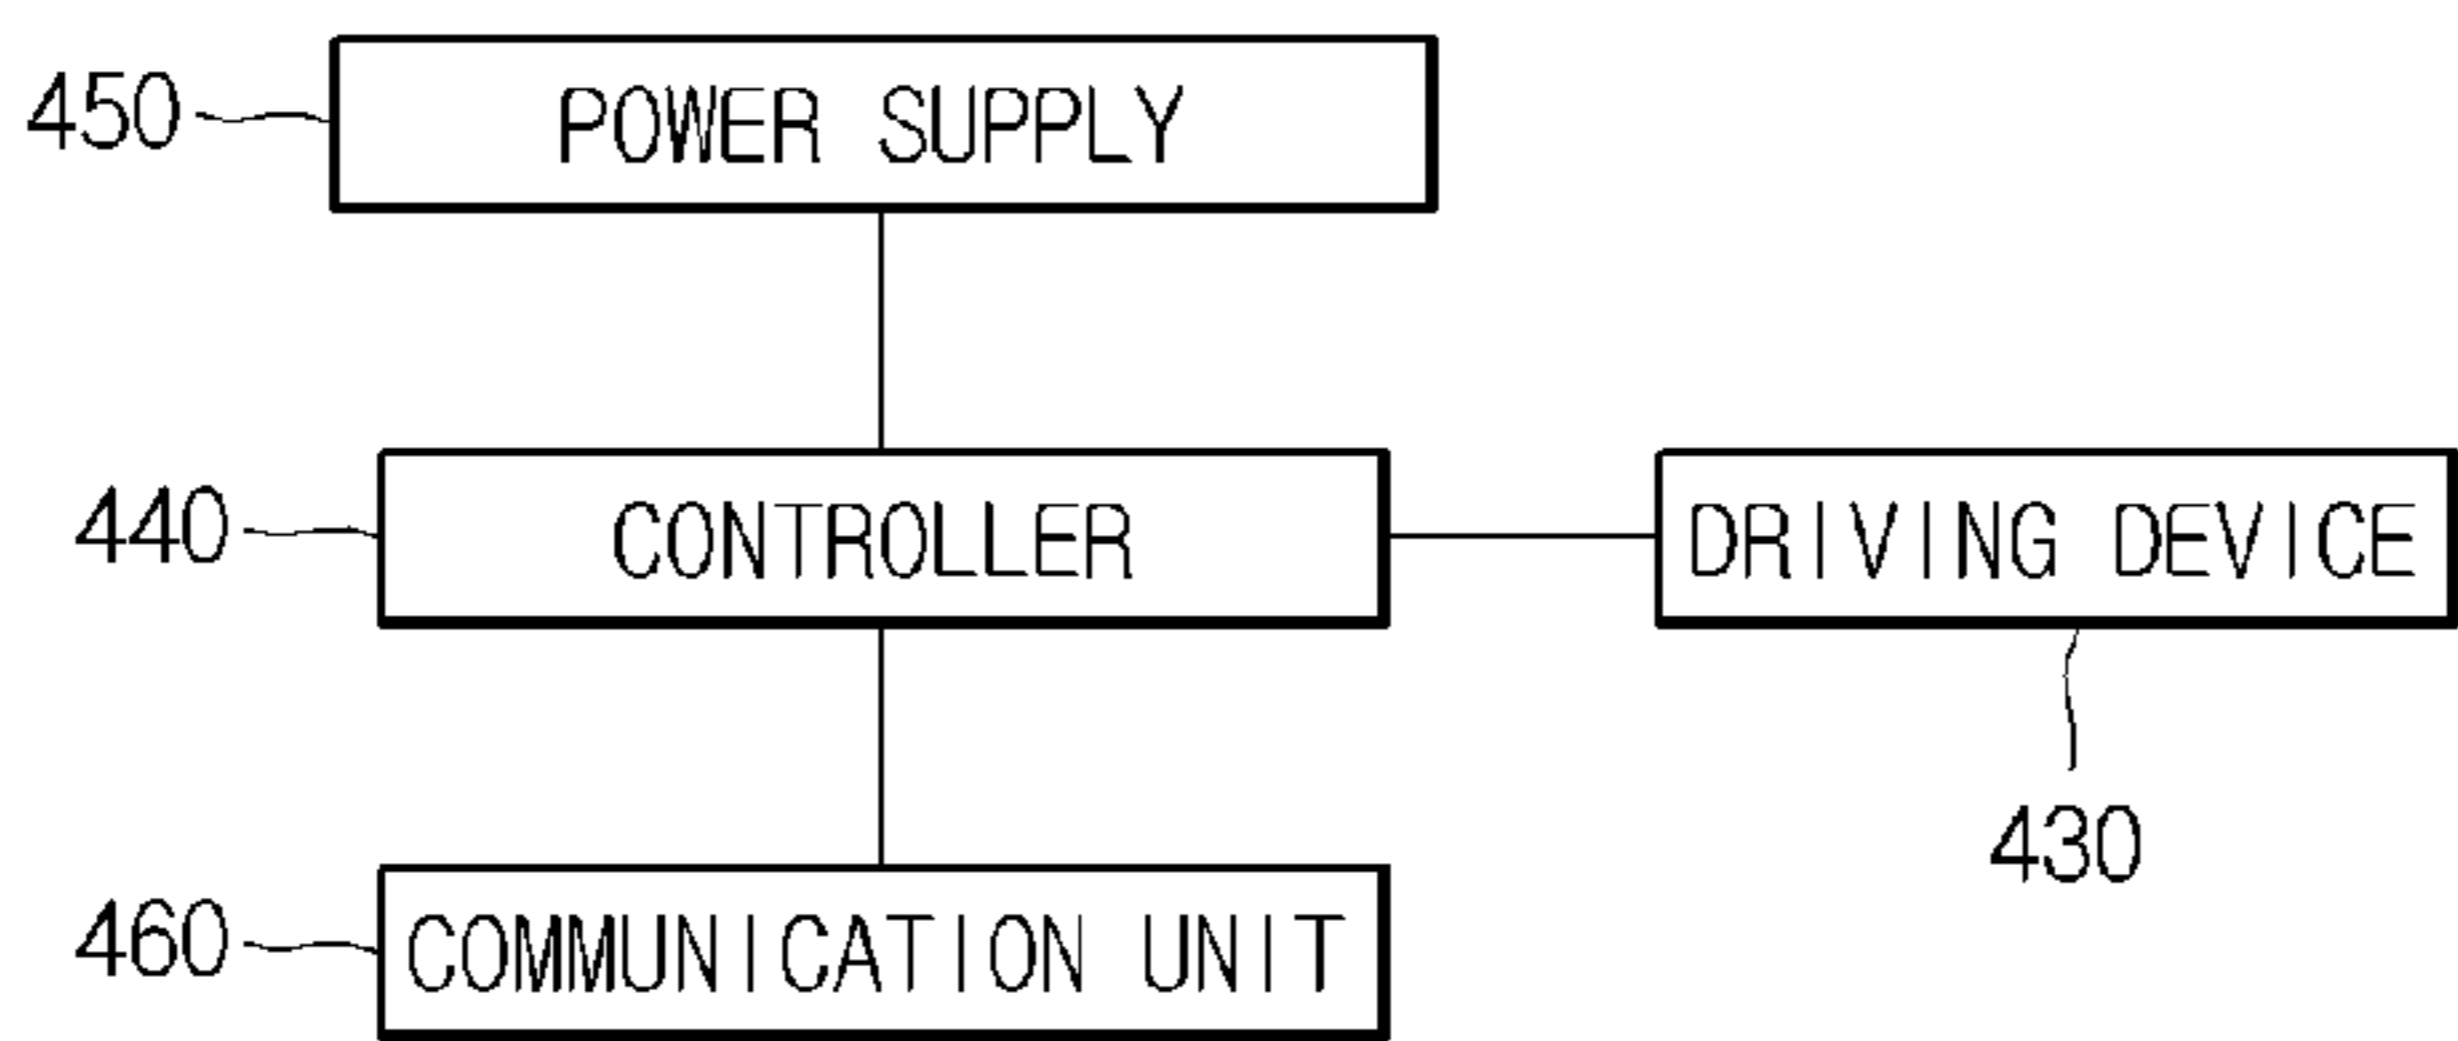 450 POWER SUPPLY
440 CONTROLLER DRIVING DEVICE
430
460 COMMUNICATION UNIT